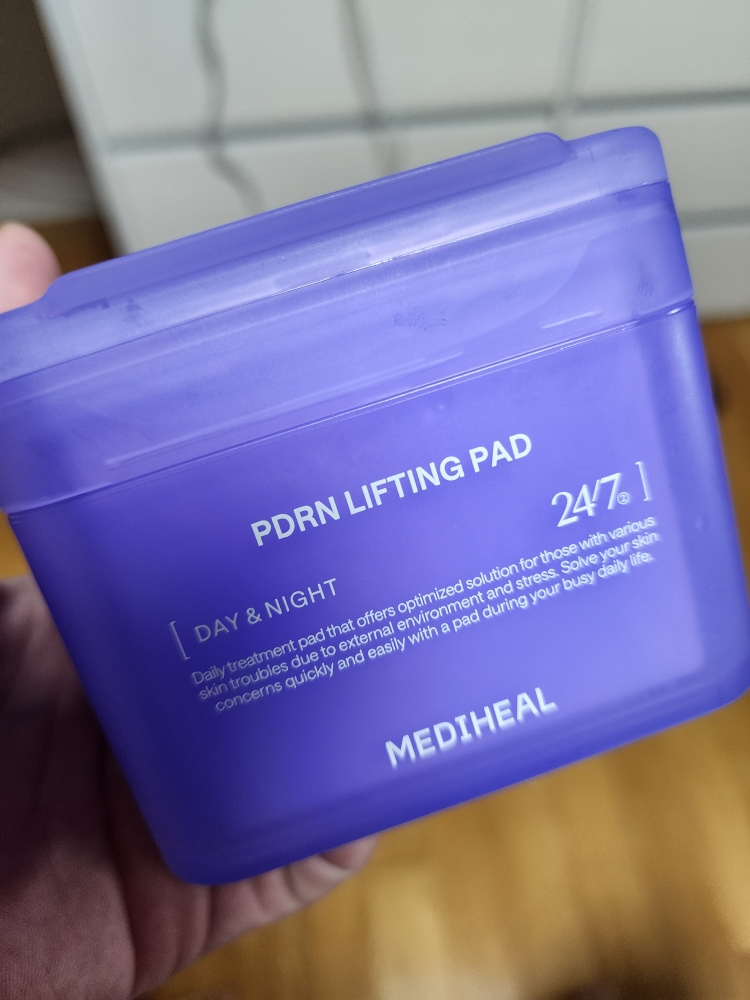 PDRN LIFTING PAD
[ DAY & NIGHT 24/7 ]
Daily treatment pad that offers optimized solution for those with various
skin troubles due to external environment and stress. Solve your skin
concerns quickly and easily with a pad during your busy daily life.
MEDIHEAL